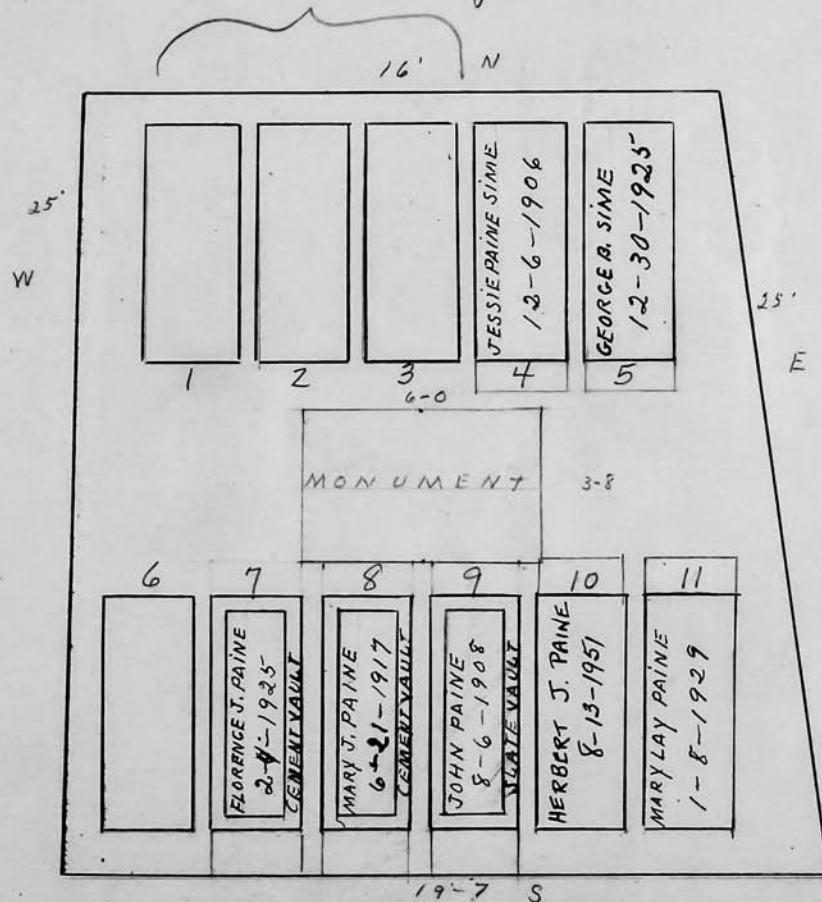 16' N
25'
W
JESSIE PAINE SIME
12-6-1906
GEORGE B. SIME
12-30-1925
25'
E
1 2 3 4 5
6-0
MONUMENT
3-8
6 7 8 9 10 11
FLORENCE J. PAINE
2-4-1925
CEMENT VAULT
MARY J. PAINE
6-21-1917
CEMENT VAULT
JOHN PAINE
8-6-1908
SLATE VAULT
HERBERT J. PAINE
8-13-1951
MARY LAY PAINE
1-8-1929
19-7 S